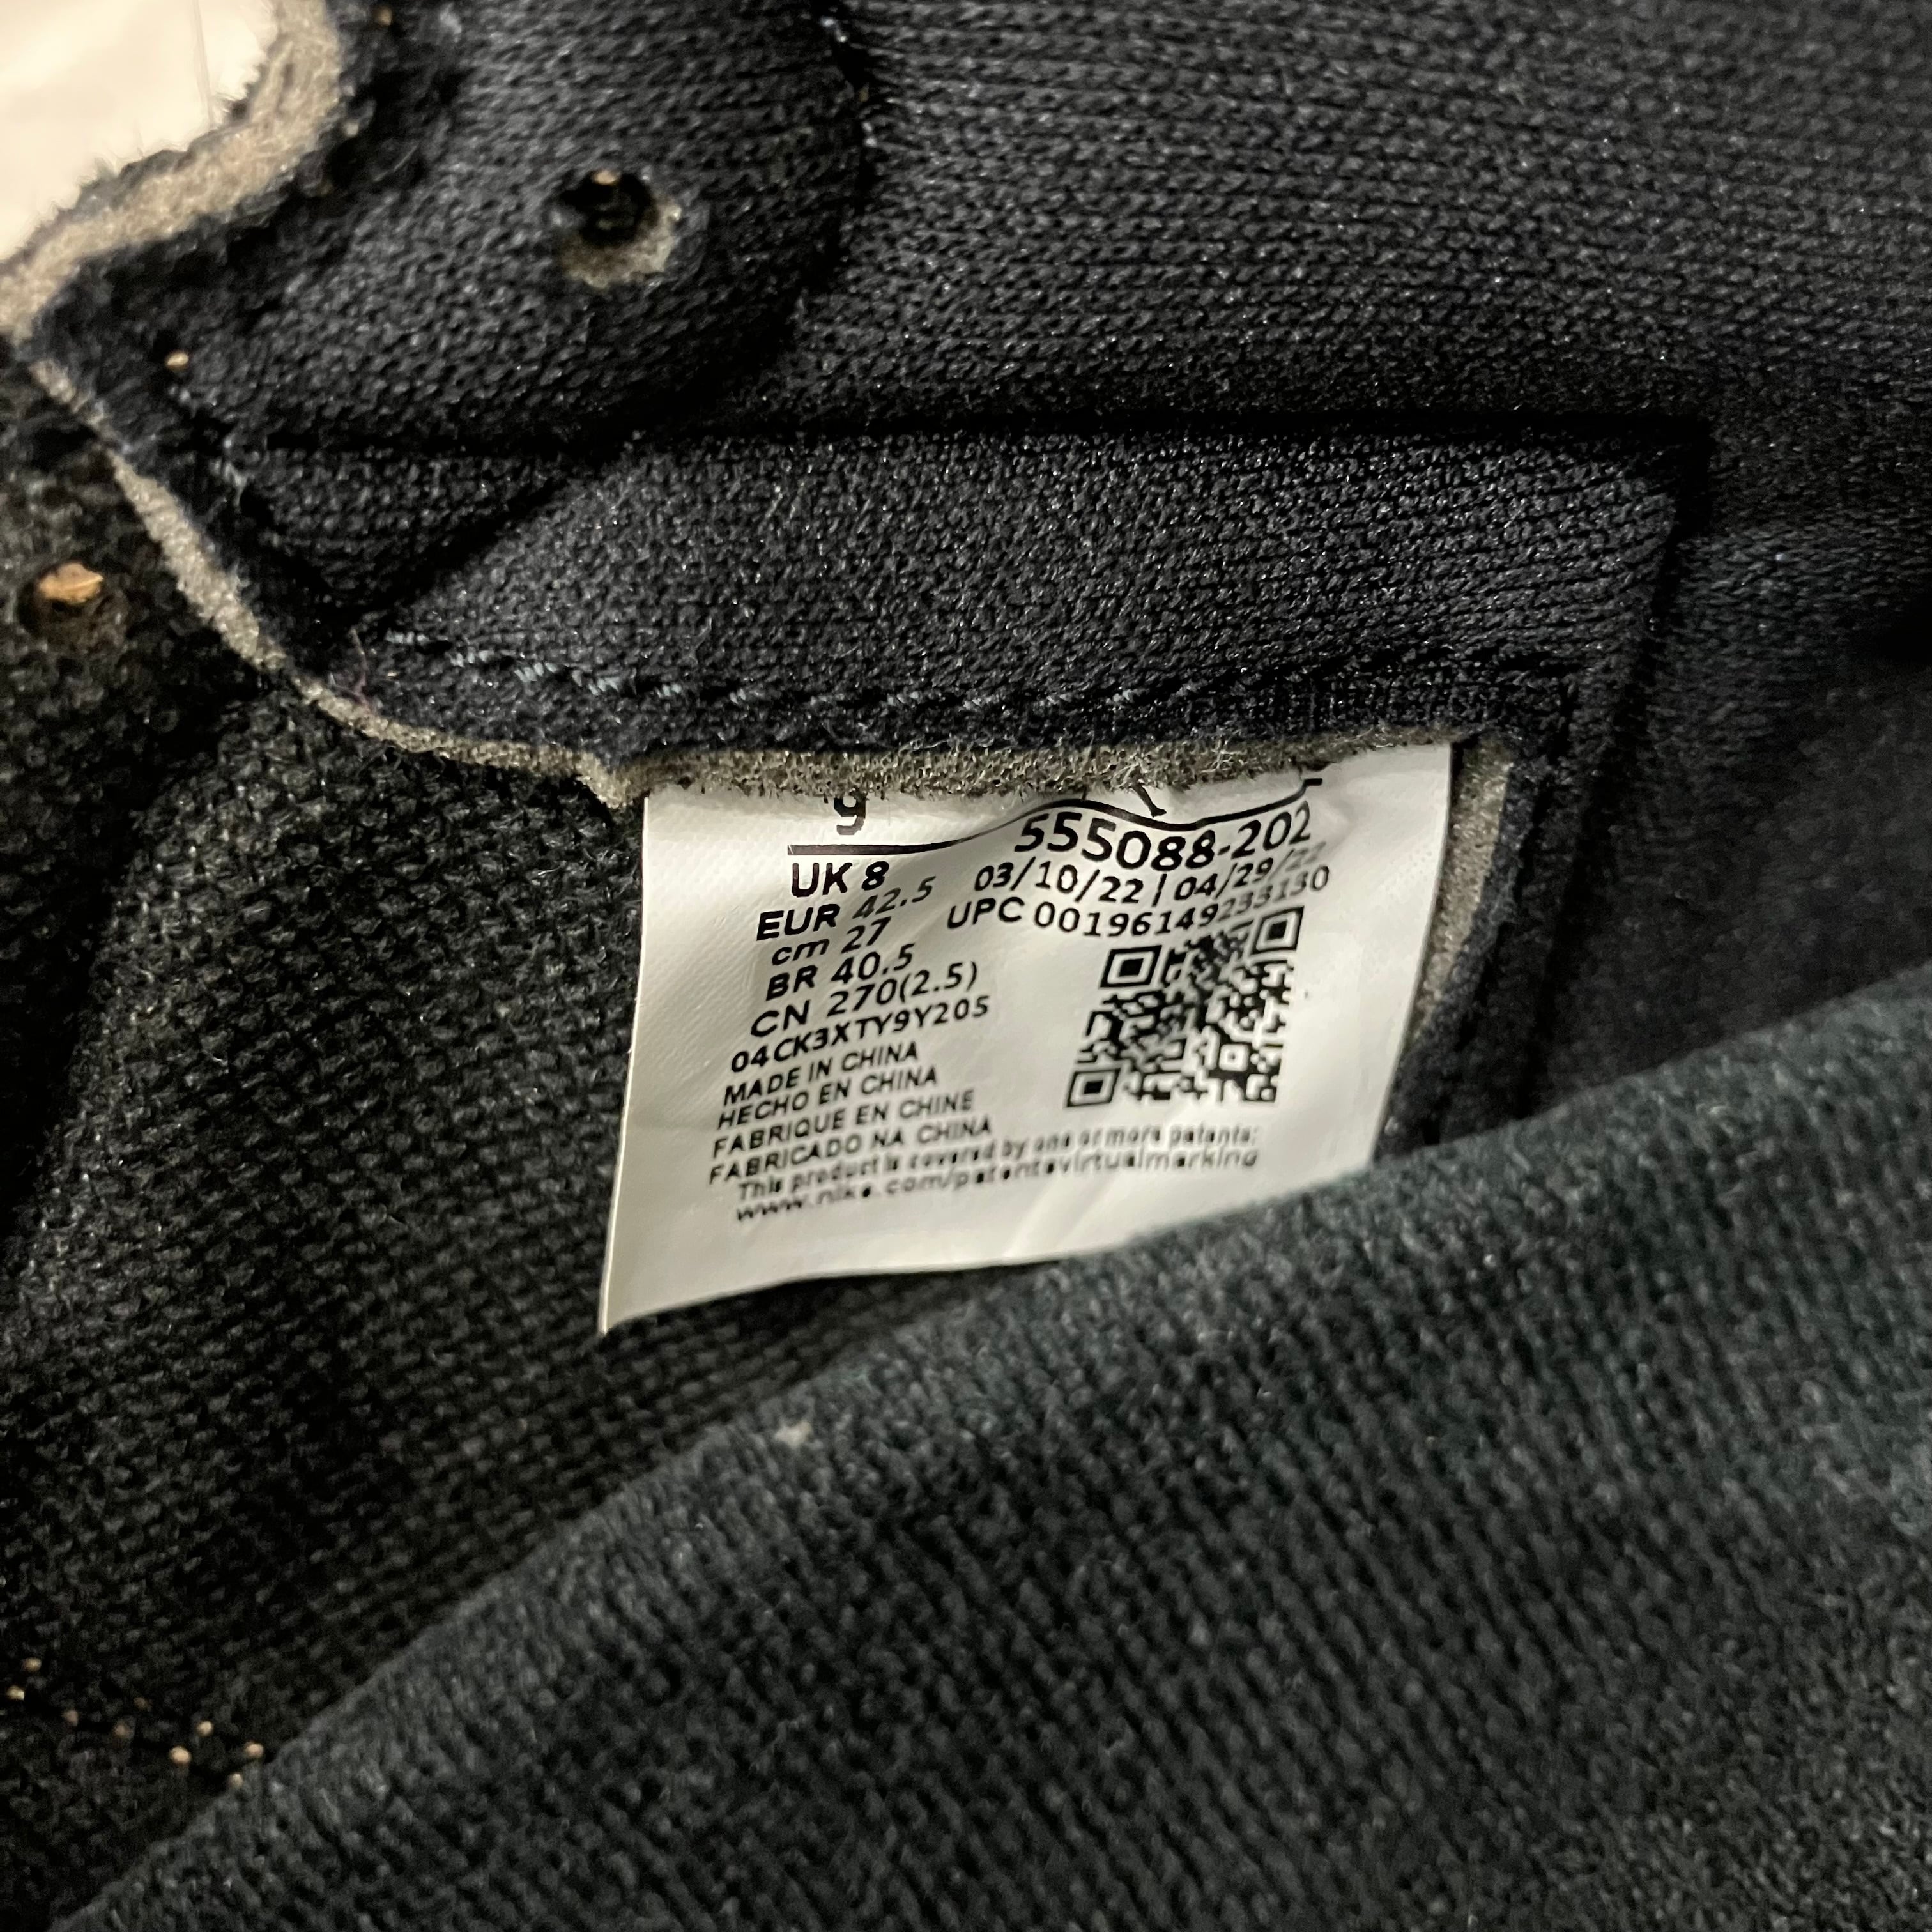 9
555088-202
UK 8
03/10/22 | 04/29/22
EUR 42.5
UPC 00196149233130
cm 27
BR 40.5
CN 270(2.5)
04CK3XTY9Y205
MADE IN CHINA
HECHO EN CHINA
FABRIQUE EN CHINE
FABRICADO NA CHINA
This product is covered by one or more patents:
www.nike.com/patentsvirtualmarking